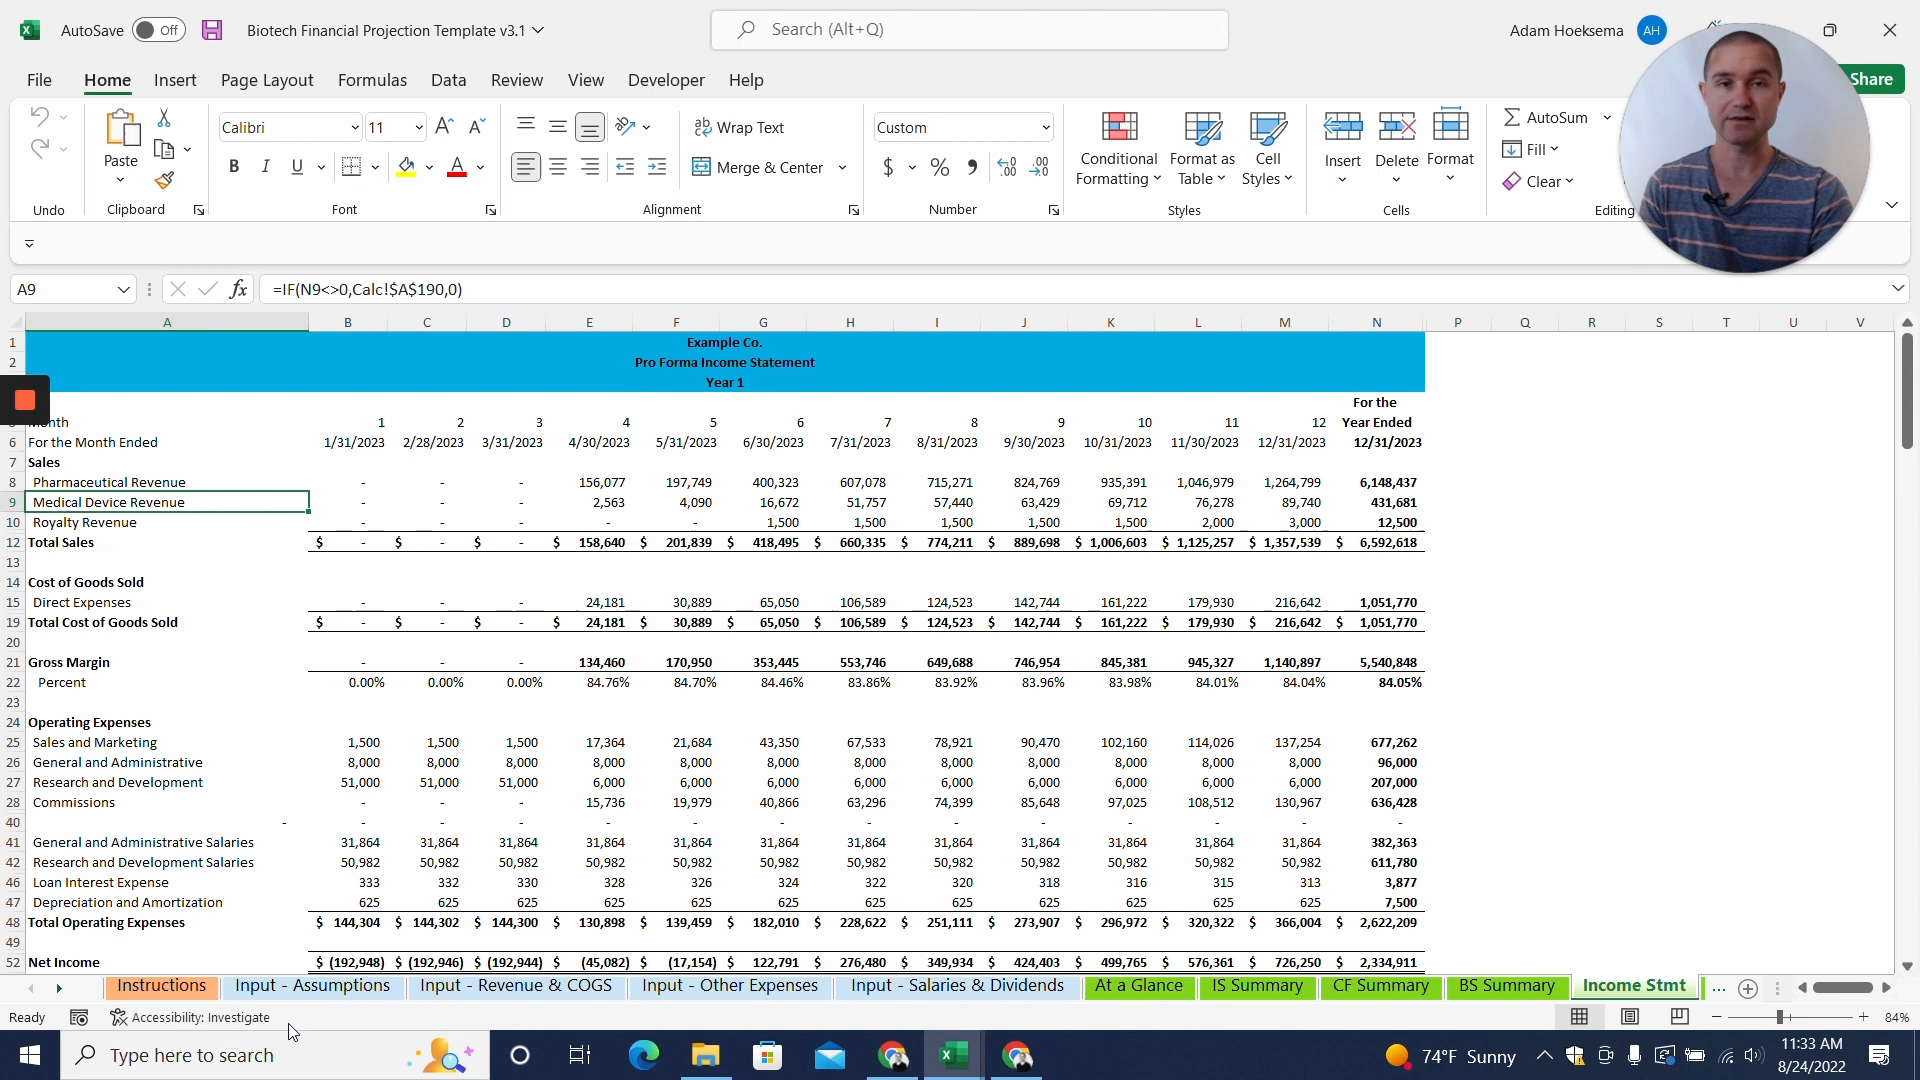 AutoSave Off Biotech Financial Projection Template v3.1 Search (Alt+Q) Adam Hoeksema AH
File Home Insert Page Layout Formulas Data Review View Developer Help Share
Calibri 11 Wrap Text Custom AutoSum
Paste Conditional Formatting Format as Table Cell Styles Insert Delete Format Fill
B I U A Merge & Center $ % Clear
Undo Clipboard Font Alignment Number Styles Cells Editing
A9 fx =IF(N9<>0,Calc!$A$190,0)
A B C D E F G H I J K L M N P Q R S T U V
1 Example Co.
2 Pro Forma Income Statement
Year 1
For the
5 Month 1 2 3 4 5 6 7 8 9 10 11 12 Year Ended
6 For the Month Ended 1/31/2023 2/28/2023 3/31/2023 4/30/2023 5/31/2023 6/30/2023 7/31/2023 8/31/2023 9/30/2023 10/31/2023 11/30/2023 12/31/2023 12/31/2023
7 Sales
8 Pharmaceutical Revenue - - - 156,077 197,749 400,323 607,078 715,271 824,769 935,391 1,046,979 1,264,799 6,148,437
9 Medical Device Revenue - - - 2,563 4,090 16,672 51,757 57,440 63,429 69,712 76,278 89,740 431,681
10 Royalty Revenue - - - - - 1,500 1,500 1,500 1,500 1,500 2,000 3,000 12,500
12 Total Sales $ - $ - $ - $ 158,640 $ 201,839 $ 418,495 $ 660,335 $ 774,211 $ 889,698 $ 1,006,603 $ 1,125,257 $ 1,357,539 $ 6,592,618
13
14 Cost of Goods Sold
15 Direct Expenses - - - 24,181 30,889 65,050 106,589 124,523 142,744 161,222 179,930 216,642 1,051,770
19 Total Cost of Goods Sold $ - $ - $ - $ 24,181 $ 30,889 $ 65,050 $ 106,589 $ 124,523 $ 142,744 $ 161,222 $ 179,930 $ 216,642 $ 1,051,770
20
21 Gross Margin - - - 134,460 170,950 353,445 553,746 649,688 746,954 845,381 945,327 1,140,897 5,540,848
22 Percent 0.00% 0.00% 0.00% 84.76% 84.70% 84.46% 83.86% 83.92% 83.96% 83.98% 84.01% 84.04% 84.05%
23
24 Operating Expenses
25 Sales and Marketing 1,500 1,500 1,500 17,364 21,684 43,350 67,533 78,921 90,470 102,160 114,026 137,254 677,262
26 General and Administrative 8,000 8,000 8,000 8,000 8,000 8,000 8,000 8,000 8,000 8,000 8,000 8,000 96,000
27 Research and Development 51,000 51,000 51,000 6,000 6,000 6,000 6,000 6,000 6,000 6,000 6,000 6,000 207,000
28 Commissions - - - 15,736 19,979 40,866 63,296 74,399 85,648 97,025 108,512 130,967 636,428
40 - - - - - - - - - - - - - -
41 General and Administrative Salaries 31,864 31,864 31,864 31,864 31,864 31,864 31,864 31,864 31,864 31,864 31,864 31,864 382,363
42 Research and Development Salaries 50,982 50,982 50,982 50,982 50,982 50,982 50,982 50,982 50,982 50,982 50,982 50,982 611,780
46 Loan Interest Expense 333 332 330 328 326 324 322 320 318 316 315 313 3,877
47 Depreciation and Amortization 625 625 625 625 625 625 625 625 625 625 625 625 7,500
48 Total Operating Expenses $ 144,304 $ 144,302 $ 144,300 $ 130,898 $ 139,459 $ 182,010 $ 228,622 $ 251,111 $ 273,907 $ 296,972 $ 320,322 $ 366,004 $ 2,622,209
49
52 Net Income $ (192,948) $ (192,946) $ (192,944) $ (45,082) $ (17,154) $ 122,791 $ 276,480 $ 349,934 $ 424,403 $ 499,765 $ 576,361 $ 726,250 $ 2,334,911
Instructions Input - Assumptions Input - Revenue & COGS Input - Other Expenses Input - Salaries & Dividends At a Glance IS Summary CF Summary BS Summary Income Stmt ...
Ready Accessibility: Investigate 84%
Type here to search 74°F Sunny 11:33 AM
8/24/2022